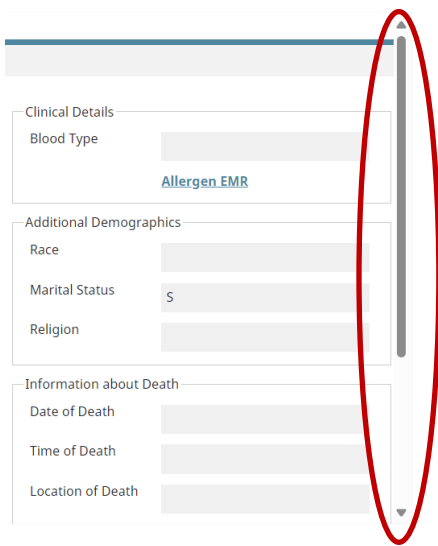 Clinical Details
Blood Type
Allergen EMR
Additional Demographics
Race
Marital Status S
Religion
Information about Death
Date of Death
Time of Death
Location of Death